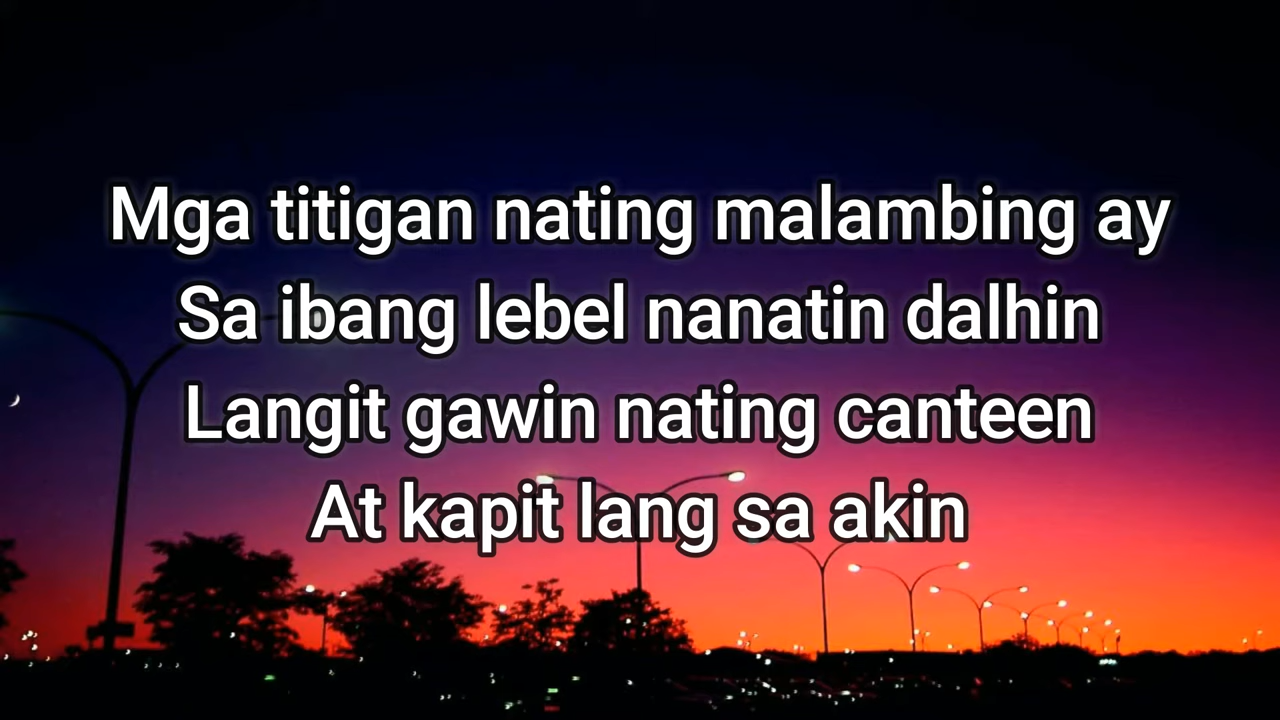 Mga titigan nating malambing ay
Sa ibang lebel nanatin dalhin
Langit gawin nating canteen
At kapit lang sa akin